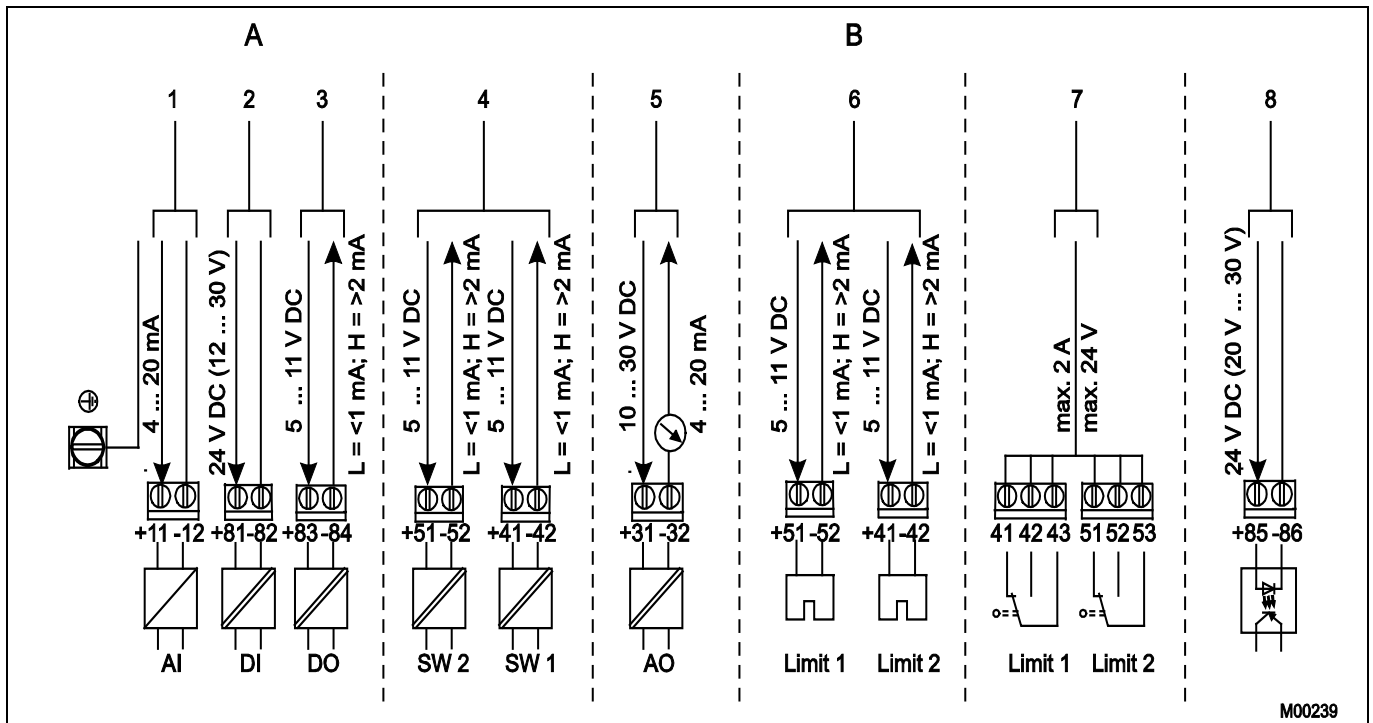 A B
1 2 3 4 5 6 7 8
4 ... 20 mA
24 V DC (12 ... 30 V)
5 ... 11 V DC
L = <1 mA; H = >2 mA
5 ... 11 V DC
L = <1 mA; H = >2 mA
5 ... 11 V DC
L = <1 mA; H = >2 mA
10 ... 30 V DC
4 ... 20 mA
5 ... 11 V DC
L = <1 mA; H = >2 mA
5 ... 11 V DC
L = <1 mA; H = >2 mA
max. 2 A
max. 24 V
24 V DC (20 V ... 30 V)
+11 -12 +81-82 +83 -84 +51 -52 +41 -42 +31 -32 +51 -52 +41-42 41 42 43 51 52 53 +85 -86
AI DI DO SW 2 SW 1 AO Limit 1 Limit 2 Limit 1 Limit 2
M00239